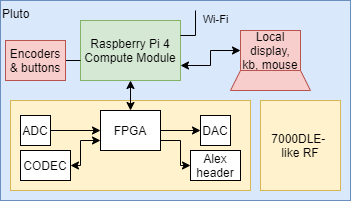 Pluto
Wi-Fi
Encoders
& buttons
Raspberry Pi 4
Compute Module
Local
display,
kb, mouse
ADC
CODEC
FPGA
DAC
Alex
header
7000DLE-
like RF